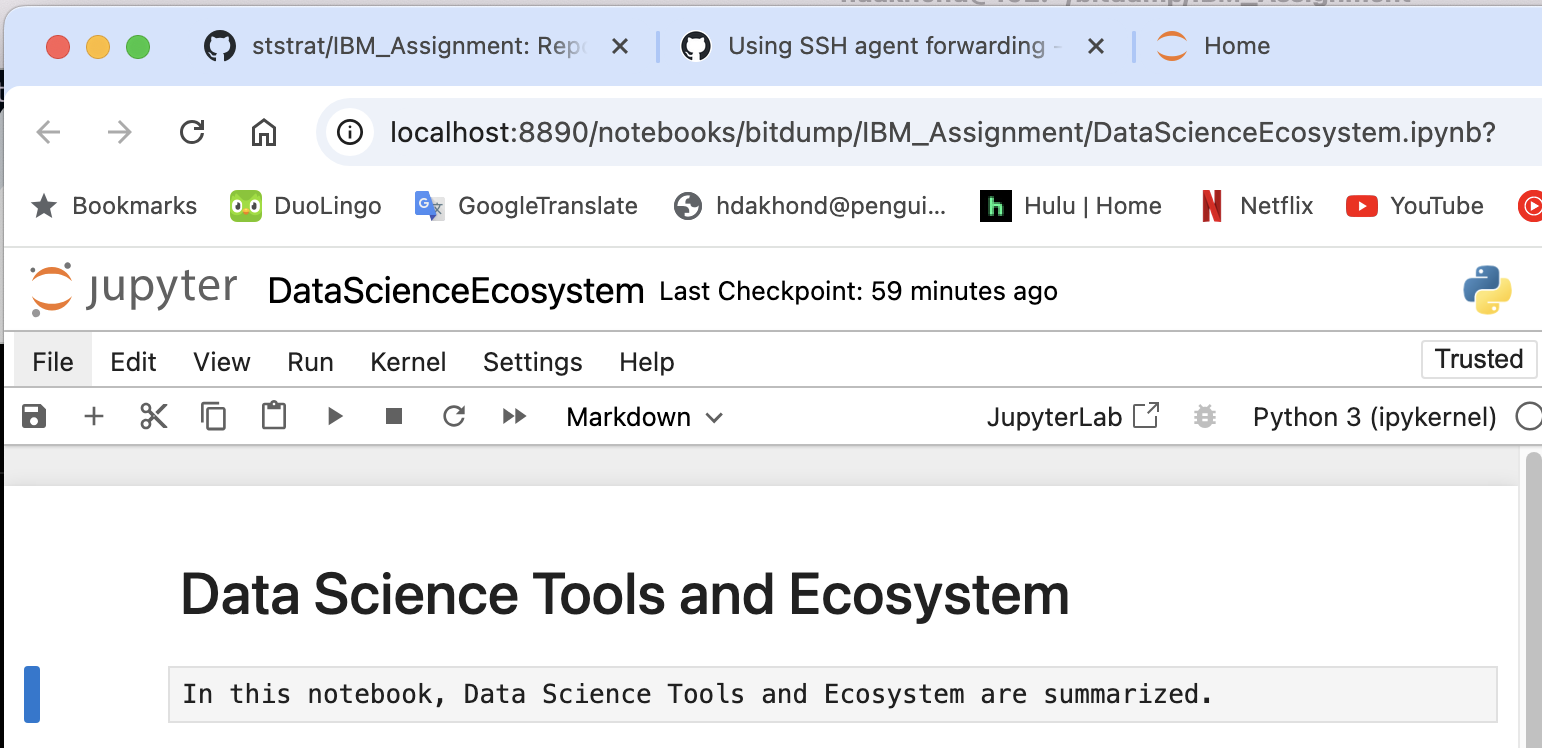 ststrat/IBM_Assignment: Rep
Using SSH agent forwarding -
Home
localhost:8890/notebooks/bitdump/IBM_Assignment/DataScienceEcosystem.ipynb?
Bookmarks DuoLingo GoogleTranslate hdakhond@pengui... Hulu | Home Netflix YouTube
jupyter DataScienceEcosystem Last Checkpoint: 59 minutes ago
File Edit View Run Kernel Settings Help Trusted
Markdown JupyterLab Python 3 (ipykernel)
Data Science Tools and Ecosystem
In this notebook, Data Science Tools and Ecosystem are summarized.